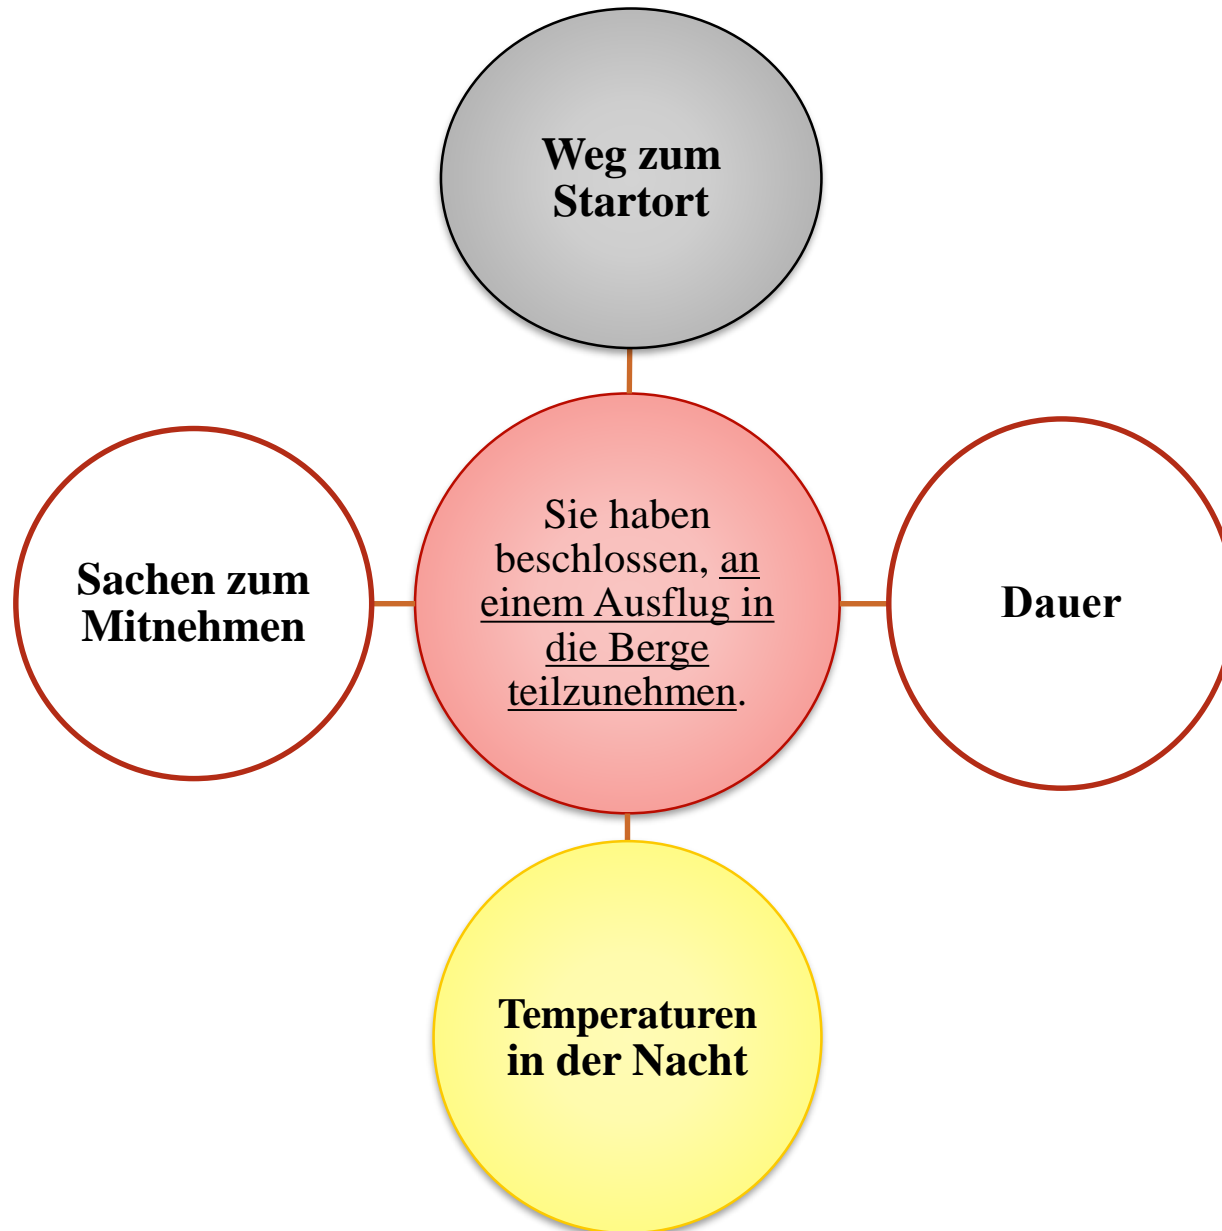 Weg zum
Startort
Sachen zum
Mitnehmen
Sie haben
beschlossen, an
einem Ausflug in
die Berge
teilzunehmen.
Dauer
Temperaturen
in der Nacht